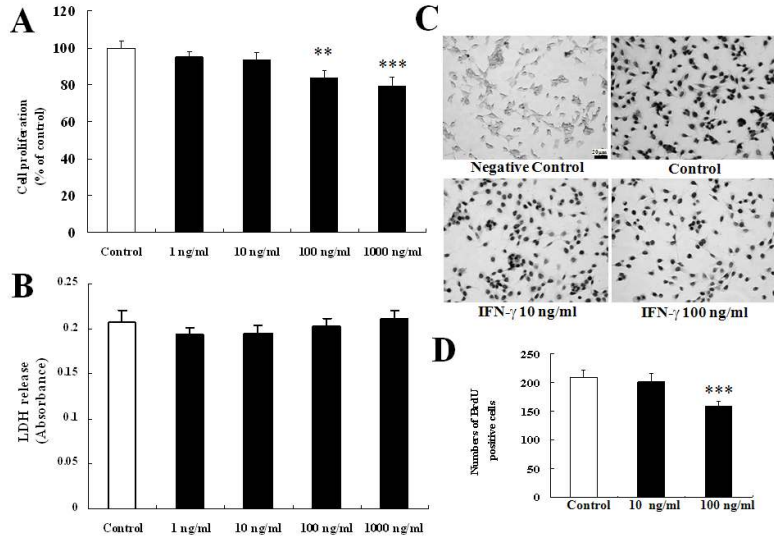 A
Cell proliferation
(% of control)
120
100
80
60
40
20
0
**
***
Control
1 ng/ml
10 ng/ml
100 ng/ml
1000 ng/ml
B
LDH release
(Absorbance)
0.25
0.2
0.15
0.1
0.05
0
Control
1 ng/ml
10 ng/ml
100 ng/ml
1000 ng/ml
C
20μm
Negative Control
Control
IFN-γ 10 ng/ml
IFN-γ 100 ng/ml
D
Numbers of BrdU
positive cells
250
200
150
100
50
0
***
Control
10 ng/ml
100 ng/ml